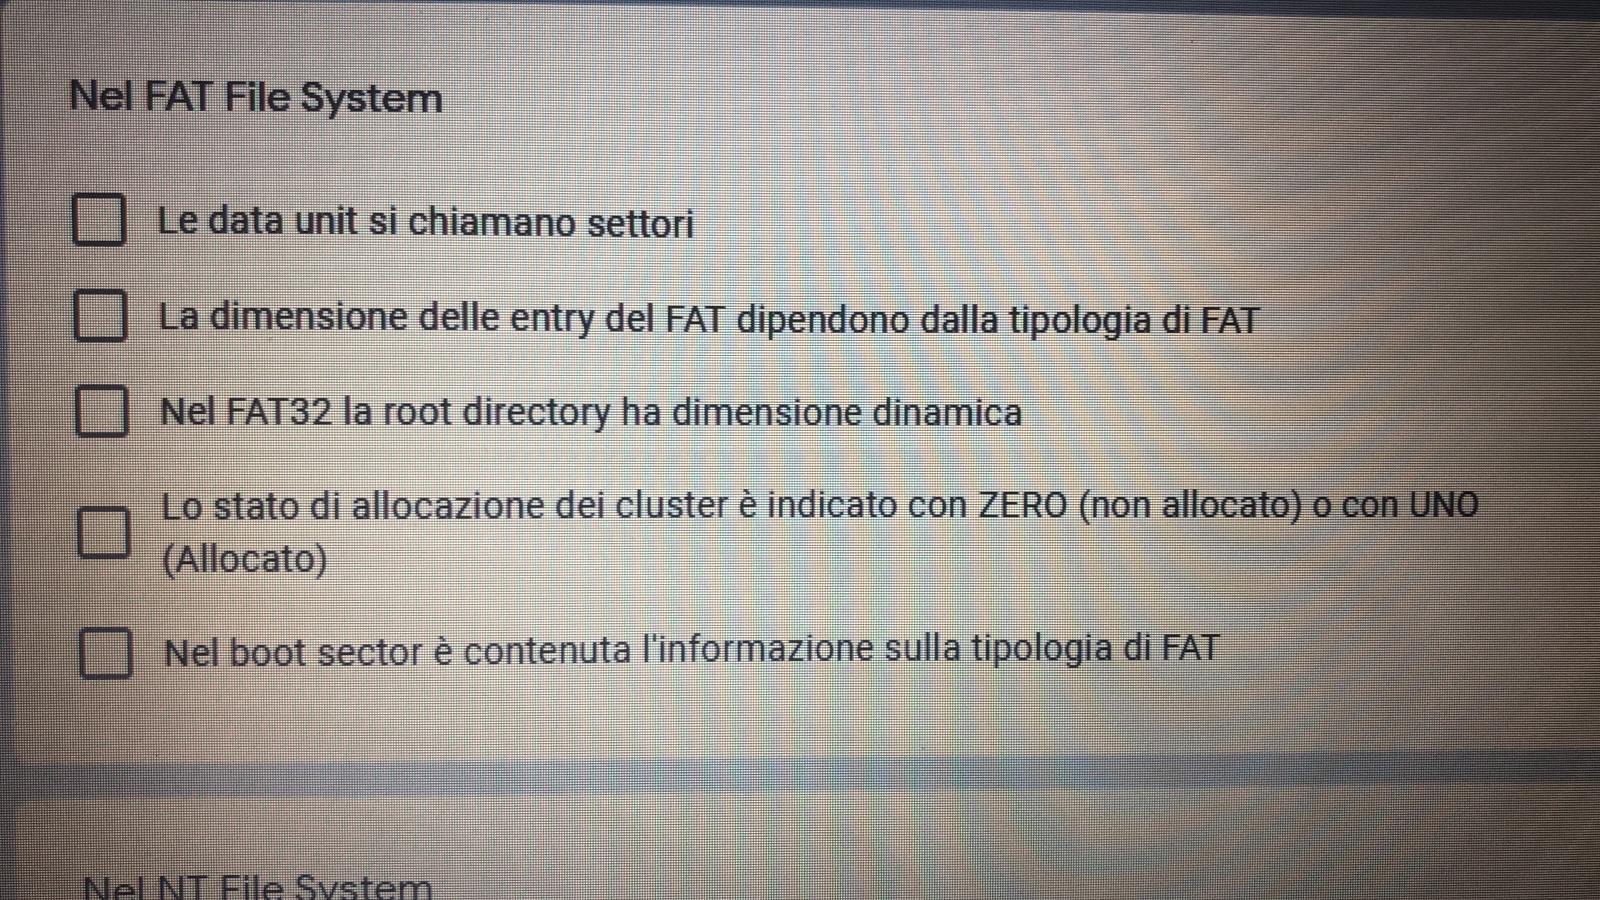 Nel FAT File System
Le data unit si chiamano settori
La dimensione delle entry del FAT dipendono dalla tipologia di FAT
Nel FAT32 la root directory ha dimensione dinamica
Lo stato di allocazione dei cluster è indicato con ZERO (non allocato) o con UNO
(Allocato)
Nel boot sector è contenuta l'informazione sulla tipologia di FAT
Nel NT File System